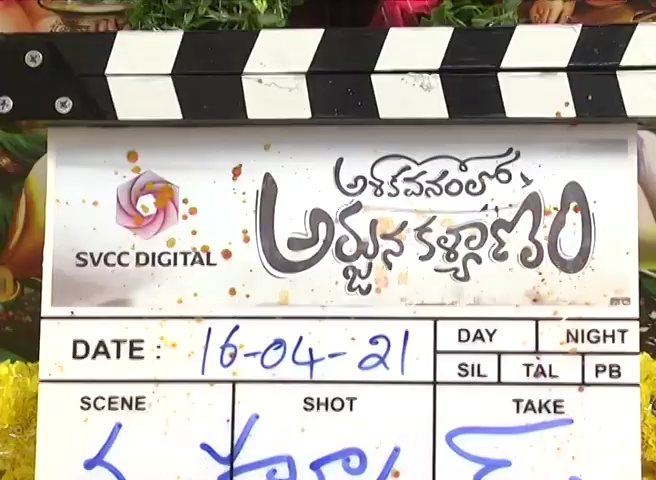 అశోకవనంలో
అర్జున కళ్యాణం
SVCC DIGITAL
DATE : 16-04-21
DAY NIGHT
SIL TAL PB
SCENE SHOT TAKE